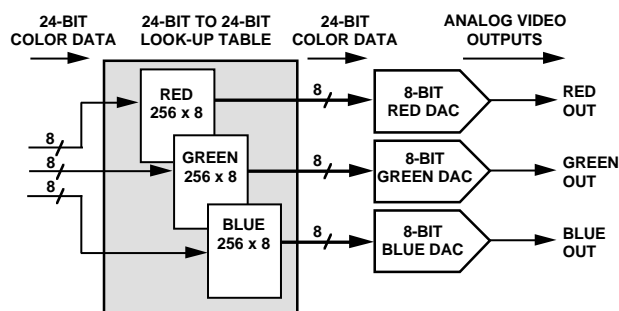 24-BIT
COLOR DATA
24-BIT TO 24-BIT
LOOK-UP TABLE
24-BIT
COLOR DATA
ANALOG VIDEO
OUTPUTS
RED
256 x 8
8
8-BIT
RED DAC
RED
OUT
8
8
8
GREEN
256 x 8
8
8-BIT
GREEN DAC
GREEN
OUT
BLUE
256 x 8
8
8-BIT
BLUE DAC
BLUE
OUT